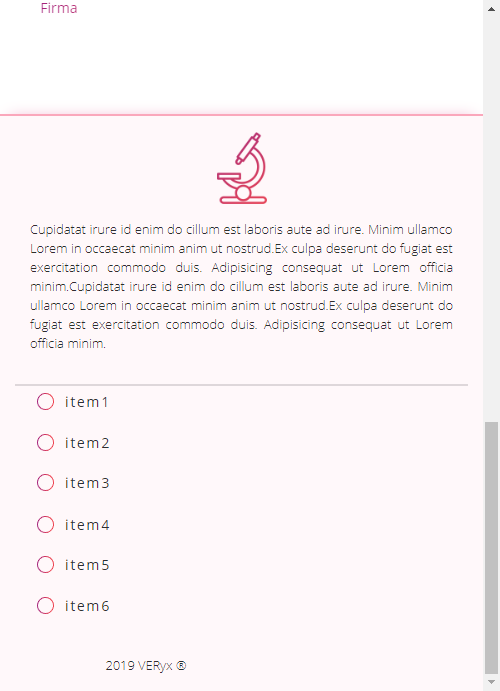 Firma
Cupidatat irure id enim do cillum est laboris aute ad irure. Minim ullamco
Lorem in occaecat minim anim ut nostrud.Ex culpa deserunt do fugiat est
exercitation commodo duis. Adipisicing consequat ut Lorem officia
minim.Cupidatat irure id enim do cillum est laboris aute ad irure. Minim
ullamco Lorem in occaecat minim anim ut nostrud.Ex culpa deserunt do
fugiat est exercitation commodo duis. Adipisicing consequat ut Lorem
officia minim.
item1
item2
item3
item4
item5
item6
2019 VERyx ®